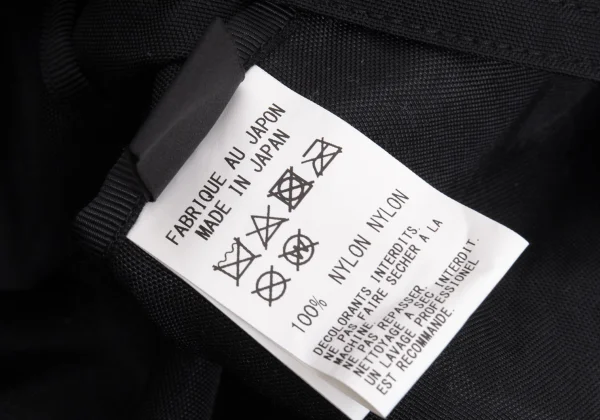 FABRIQUE AU JAPON
MADE IN JAPAN
100% NYLON NYLON
DECOLORANTS INTERDITS.
NE PAS FAIRE SECHER À LA
MACHINE.
NE PAS REPASSER.
NETTOYAGE A SEC INTERDIT.
UN LAVAGE PROFESSIONEL
EST RECOMMANDE.